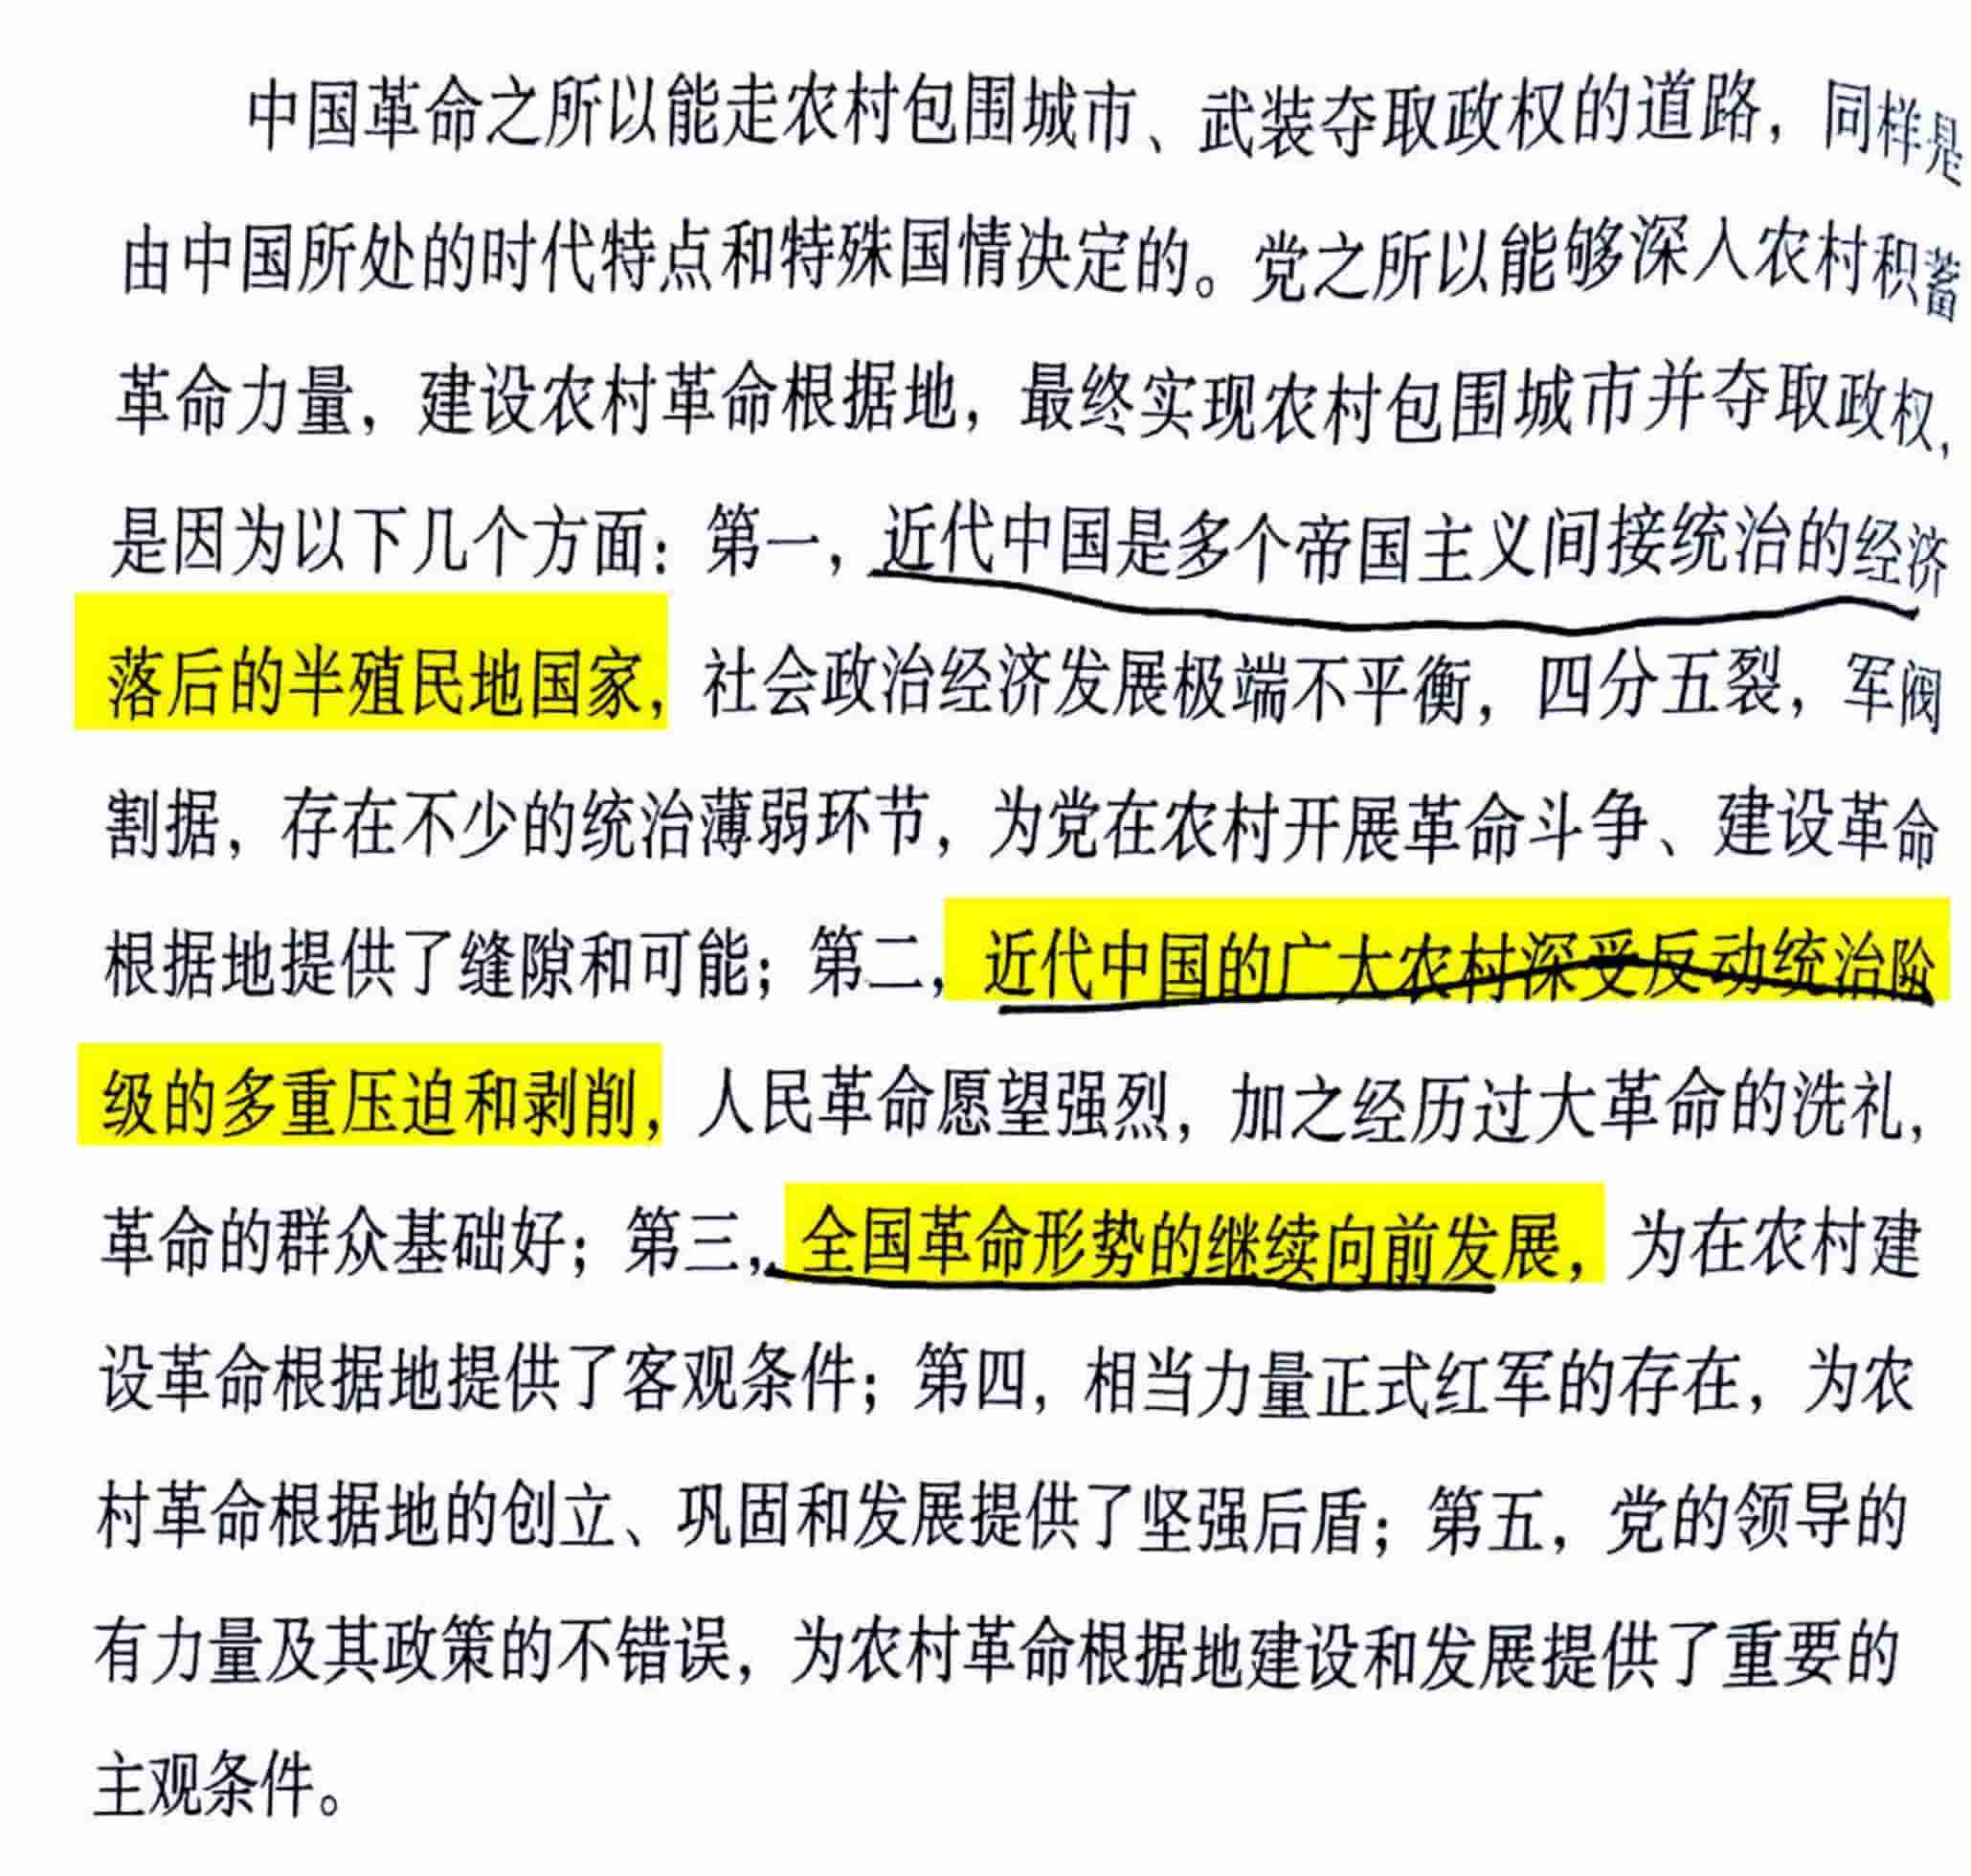 中国革命之所以能走农村包围城市、武装夺取政权的道路，同样是
由中国所处的时代特点和特殊国情决定的。党之所以能够深入农村积蓄
革命力量，建设农村革命根据地，最终实现农村包围城市并夺取政权，
是因为以下几个方面：第一，近代中国是多个帝国主义间接统治的经济
落后的半殖民地国家，社会政治经济发展极端不平衡，四分五裂，军阀
割据，存在不少的统治薄弱环节，为党在农村开展革命斗争、建设革命
根据地提供了缝隙和可能；第二，近代中国的广大农村深受反动统治阶
级的多重压迫和剥削，人民革命愿望强烈，加之经历过大革命的洗礼，
革命的群众基础好；第三，全国革命形势的继续向前发展，为在农村建
设革命根据地提供了客观条件；第四，相当力量正式红军的存在，为农
村革命根据地的创立、巩固和发展提供了坚强后盾；第五，党的领导的
有力量及其政策的不错误，为农村革命根据地建设和发展提供了重要的
主观条件。